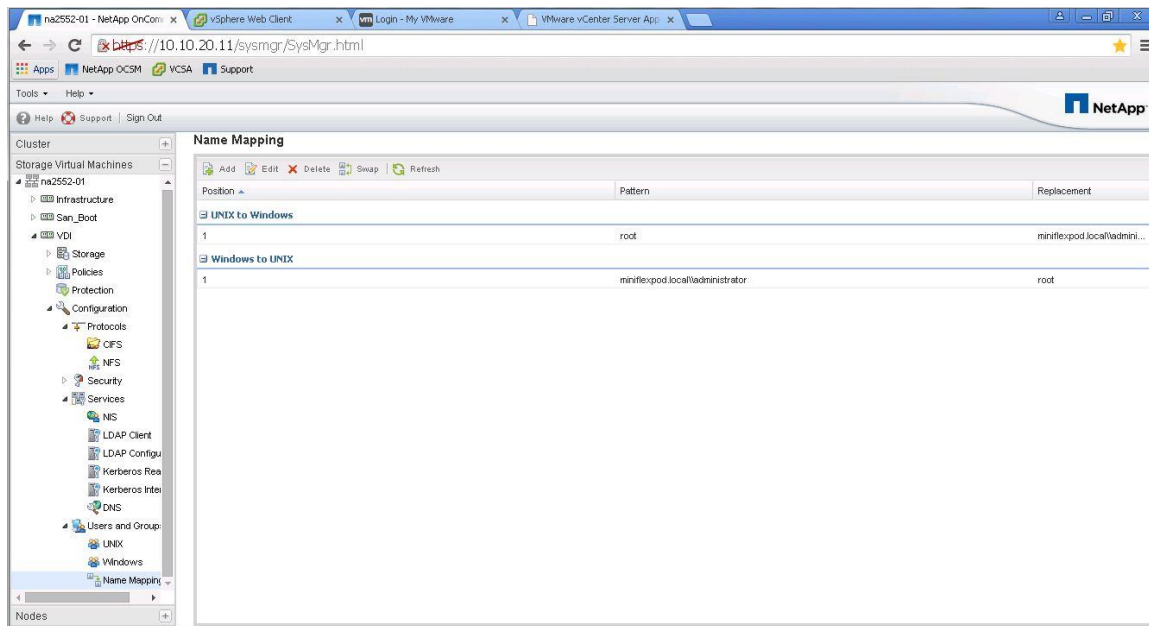 na2552-01 - NetApp OnCom
vSphere Web Client
vm Login - My VMware
VMware vCenter Server App
https://10.10.20.11/sysmgr/SysMgr.html
Apps NetApp OCSM VCSA Support
Tools Help
NetApp
Help Support | Sign Out
Cluster
Name Mapping
Storage Virtual Machines
Add Edit Delete Swap Refresh
na2552-01
Position Pattern Replacement
Infrastructure
San_Boot
UNIX to Windows
VDI
1 root miniflexpod.local\\admini...
Storage
Windows to UNIX
Policies
1 miniflexpod.local\\administrator root
Protection
Configuration
Protocols
CIFS
NFS
Security
Services
NIS
LDAP Client
LDAP Configu
Kerberos Rea
Kerberos Inter
DNS
Users and Group
UNIX
Windows
Name Mapping
Nodes